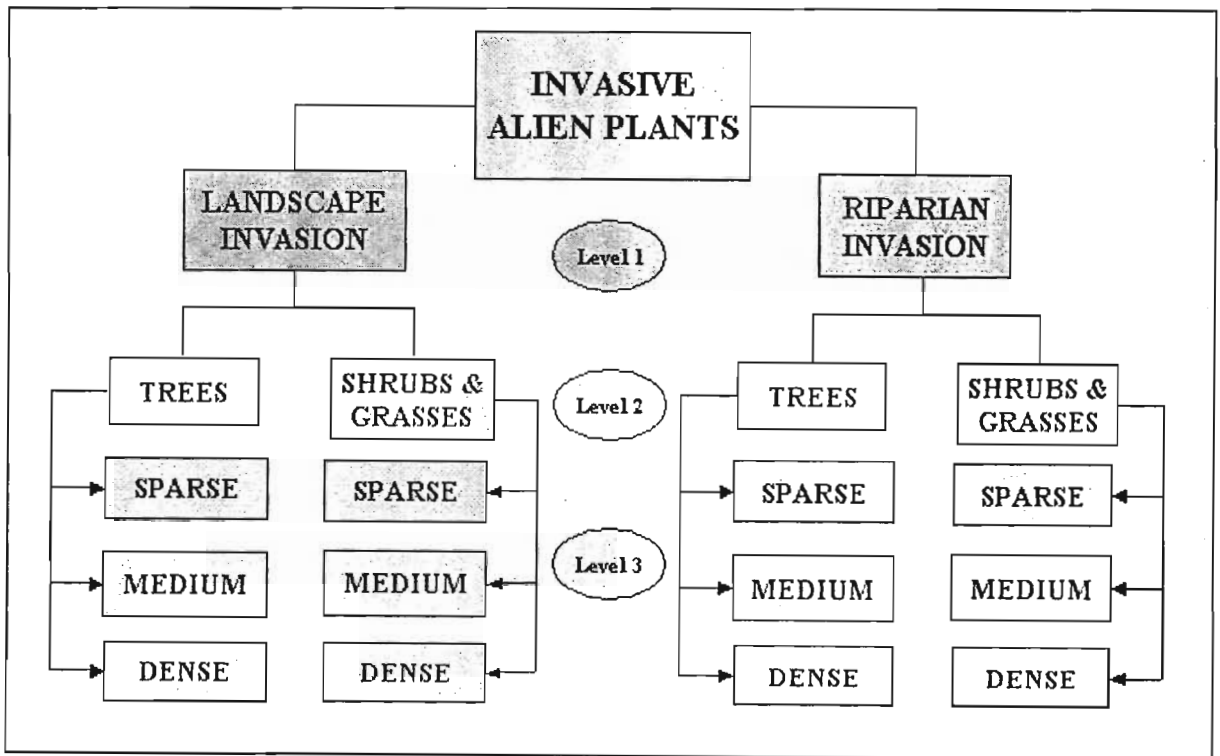 INVASIVE
ALIEN PLANTS
LANDSCAPE
INVASION
RIPARIAN
INVASION
Level 1
TREES
SHRUBS &
GRASSES
Level 2
TREES
SHRUBS &
GRASSES
SPARSE
SPARSE
SPARSE
SPARSE
Level 3
MEDIUM
MEDIUM
MEDIUM
MEDIUM
DENSE
DENSE
DENSE
DENSE